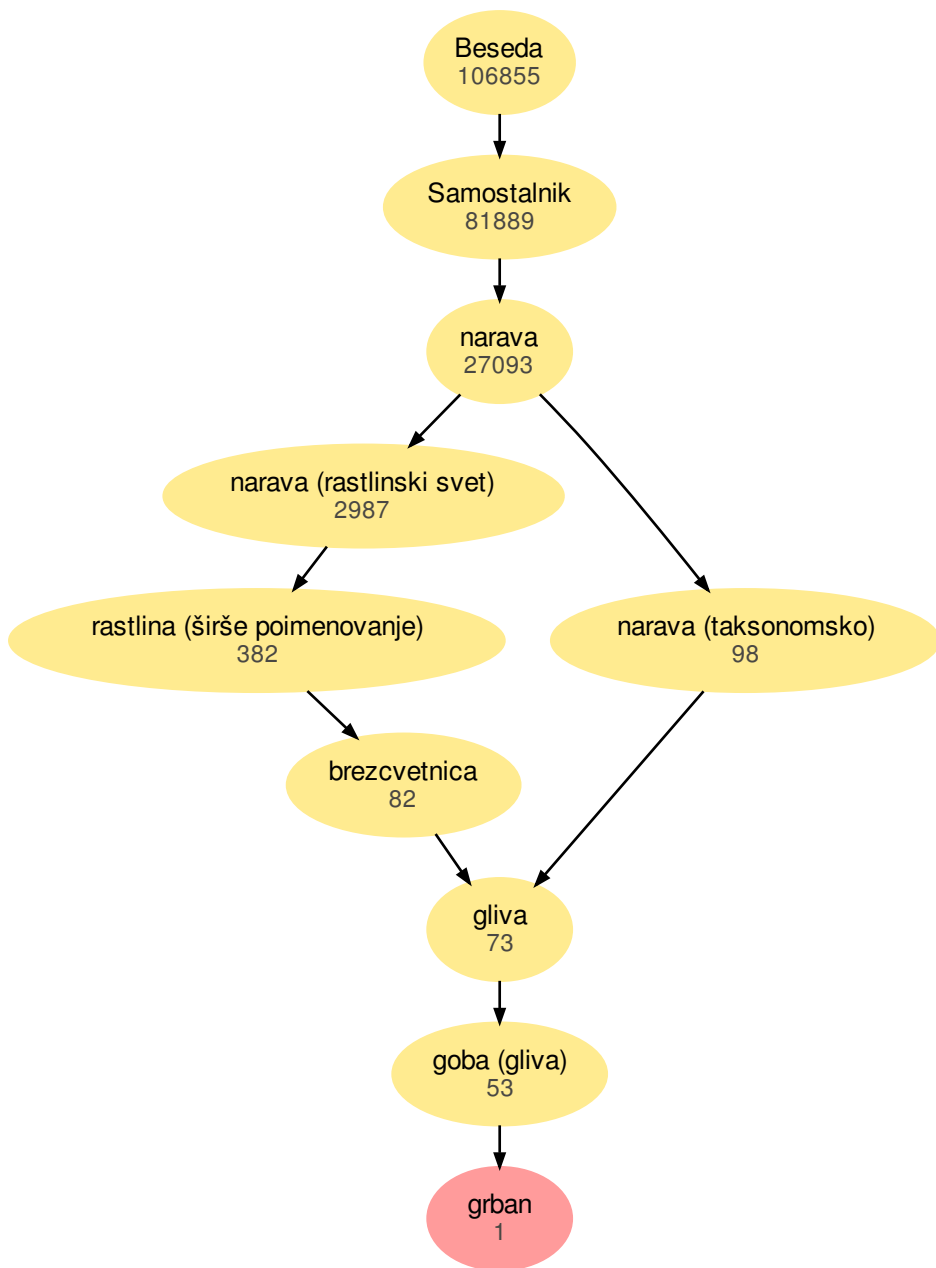 Beseda
106855
Samostalnik
81889
narava
27093
narava (rastlinski svet)
2987
rastlina (širše poimenovanje)
382
narava (taksonomsko)
98
brezcvetnica
82
gliva
73
goba (gliva)
53
grban
1